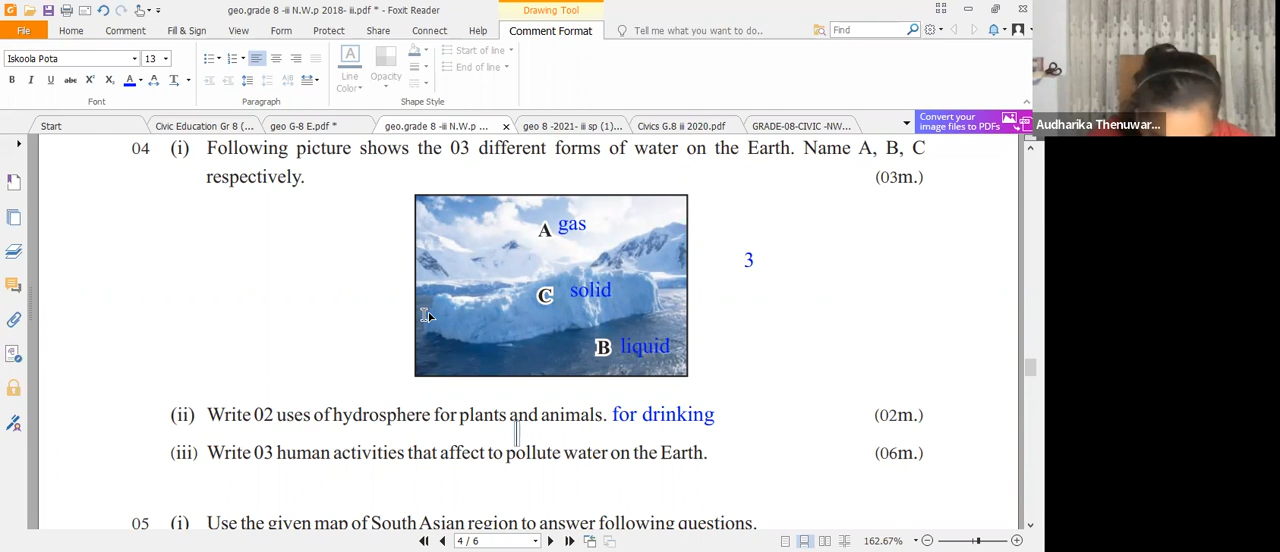 geo.grade 8 -ii N.W.p 2018- ii.pdf * - Foxit Reader
Drawing Tool
File Home Comment Fill & Sign View Form Protect Share Connect Help Comment Format Tell me what you want to do.. Find
Iskoola Pota 13
Line Color Opacity
Start of line
End of line
Font Paragraph Shape Style
Start Civic Education Gr 8 (... geo G-8 E.pdf * geo.grade 8 -ii N.W.p ... geo 8 -2021- ii sp (1)... Civics G.8 ii 2020.pdf GRADE-08-CIVIC -NW...
Convert your image files to PDFs
Audharika Thenuwar...
04 (i) Following picture shows the 03 different forms of water on the Earth. Name A, B, C
respectively. (03m.)
A gas
3
C solid
B liquid
(ii) Write 02 uses of hydrosphere for plants and animals. for drinking (02m.)
(iii) Write 03 human activities that affect to pollute water on the Earth. (06m.)
05 (i) Use the given map of South Asian region to answer following questions.
4 / 6 162.67%